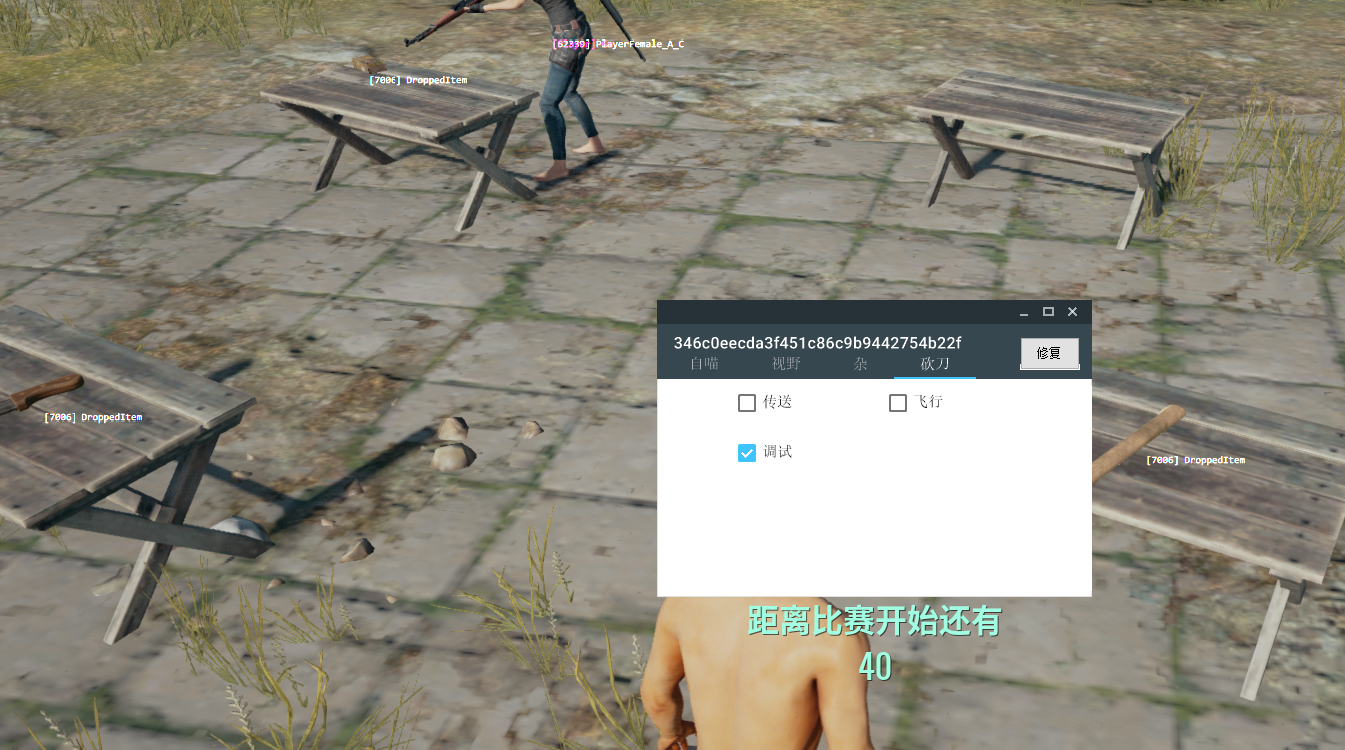 [62339] PlayerFemale_A_C
[7006] DroppedItem
346c0eecda3f451c86c9b9442754b22f
自喵 视野 杂 砍刀 修复
传送 飞行
[7006] DroppedItem
调试
[7006] DroppedItem
距离比赛开始还有
40